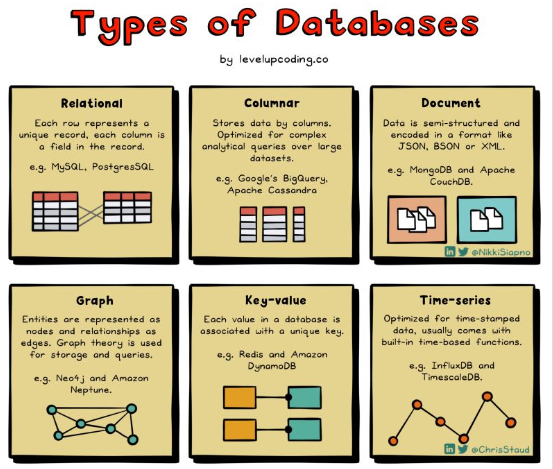 Types of Databases
by levelupcoding.co
Relational
Each row represents a
unique record, each column is
a field in the record.
e.g. MySQL, PostgresSQL
Columnar
Stores data by columns.
Optimized for complex
analytical queries over large
datasets.
e.g. Google's BigQuery,
Apache Cassandra
Document
Data is semi-structured and
encoded in a format like
JSON, BSON or XML.
e.g. MongoDB and Apache
CouchDB.
in @NikkiSiapno
Graph
Entities are represented as
nodes and relationships as
edges. Graph theory is used
for storage and queries.
e.g. Neo4j and Amazon
Neptune.
Key-value
Each value in a database is
associated with a unique key.
e.g. Redis and Amazon
DynamoDB
Time-series
Optimized for time-stamped
data, usually comes with
built-in time-based functions.
e.g. InfluxDB and
TimescaleDB.
in @ChrisStaud